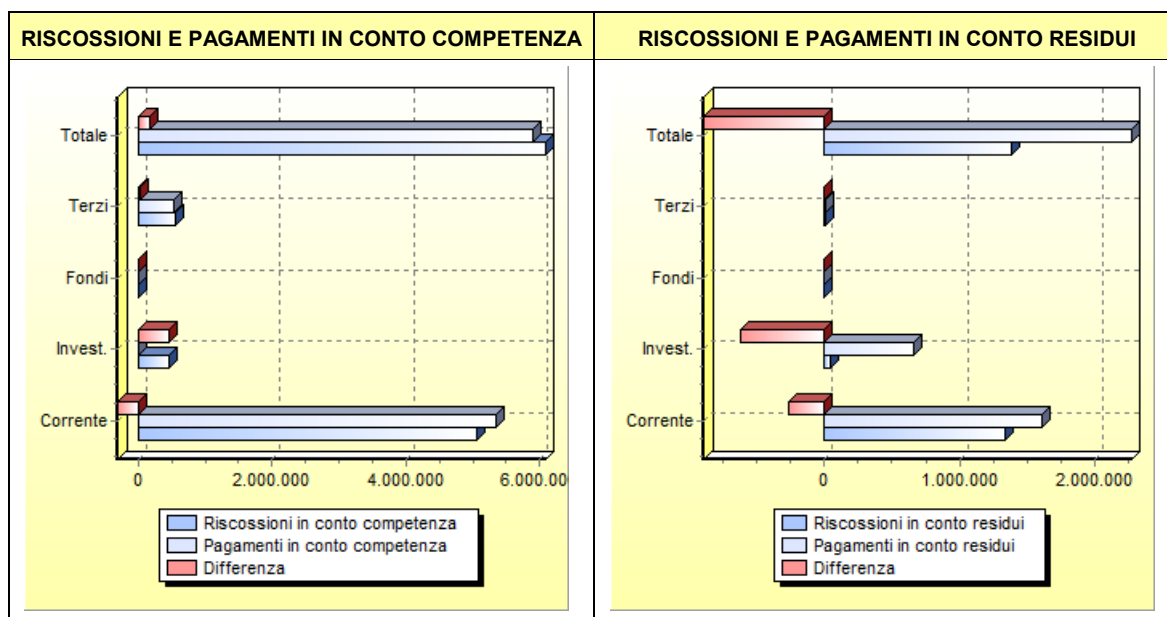 RISCOSSIONI E PAGAMENTI IN CONTO COMPETENZA
Totale
Terzi
Fondi
Invest.
Corrente
0 2.000.000 4.000.000 6.000.00
Riscossioni in conto competenza
Pagamenti in conto competenza
Differenza
RISCOSSIONI E PAGAMENTI IN CONTO RESIDUI
Totale
Terzi
Fondi
Invest.
Corrente
0 1.000.000 2.000.000
Riscossioni in conto residui
Pagamenti in conto residui
Differenza